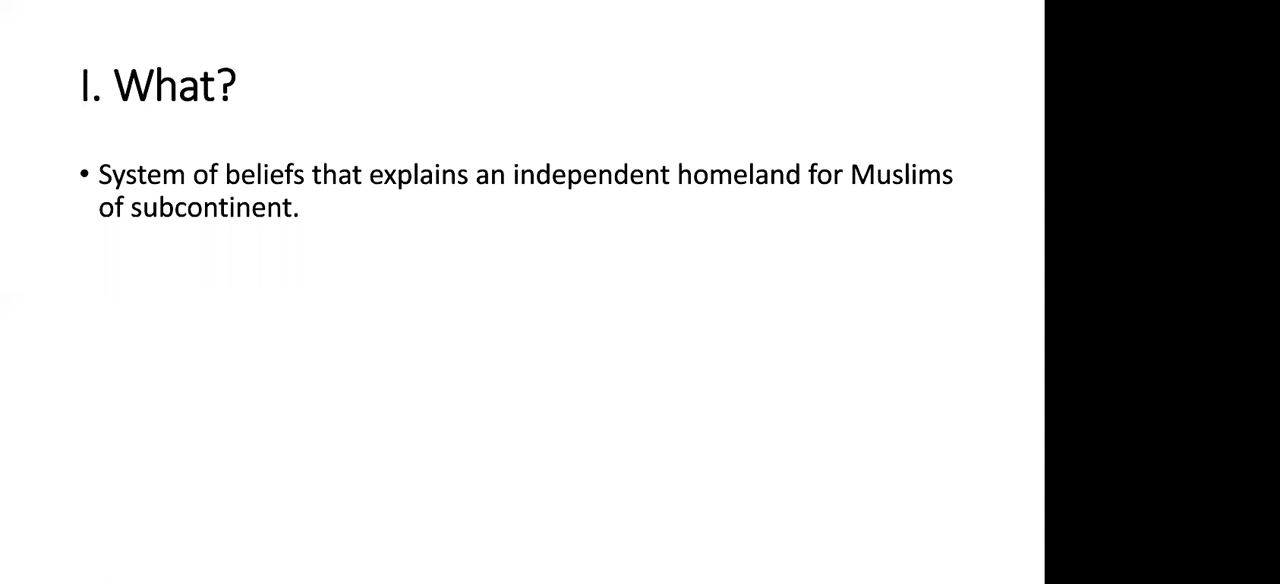 I. What?
• System of beliefs that explains an independent homeland for Muslims
of subcontinent.